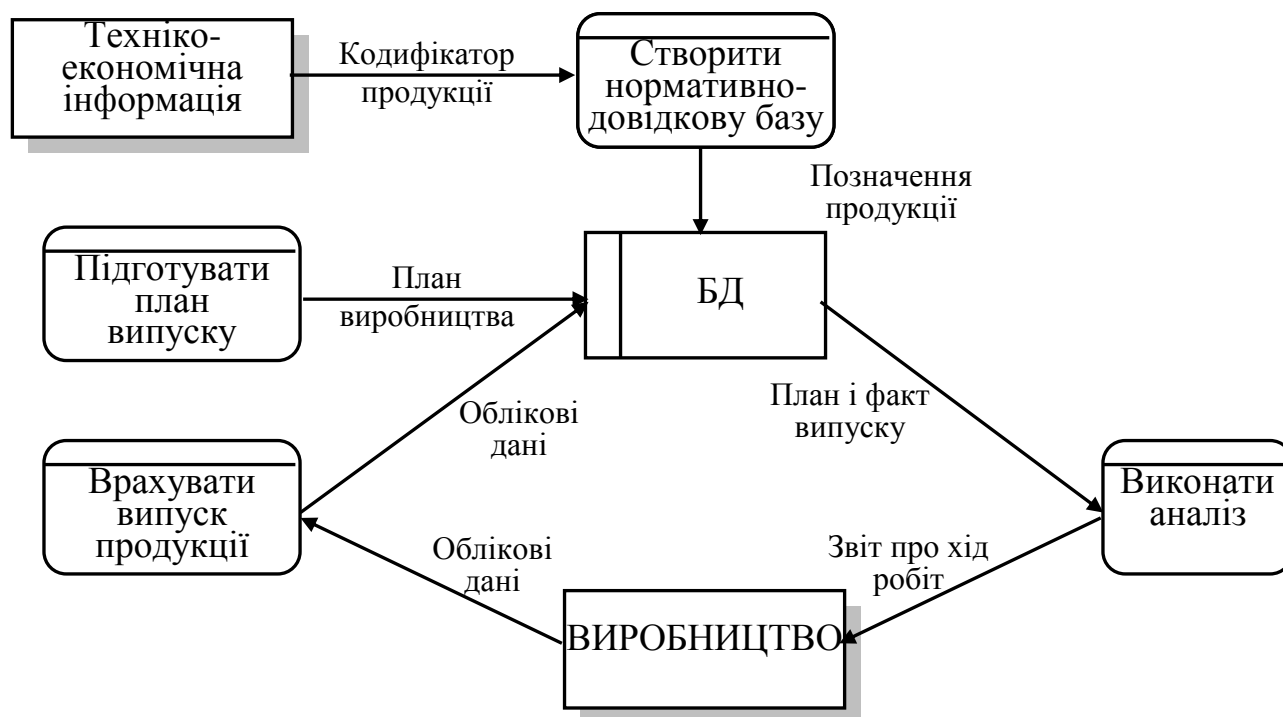 Техніко-
економічна
інформація
Кодифікатор
продукції
Створити
нормативно-
довідкову базу
Позначення
продукції
Підготувати
план
випуску
План
виробництва
БД
Облікові
дані
План і факт
випуску
Врахувати
випуск
продукції
Виконати
аналіз
Облікові
дані
Звіт про хід
робіт
ВИРОБНИЦТВО